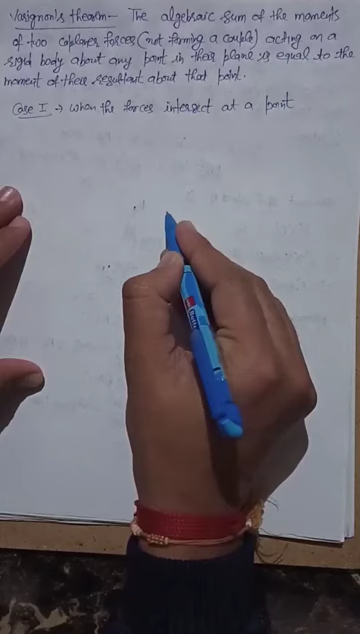 Varignon's theorem- The algebraic sum of the moments
of two coplaner forces (not forming a couple) acting on a
rigid body about any point in their plane is equal to the
moment of their resultant about that point.
Case I → when the forces intersect at a point